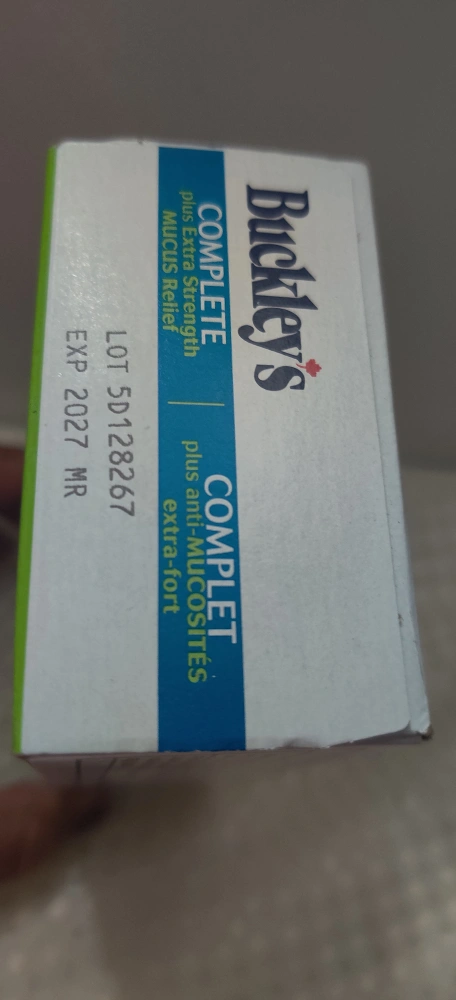 Buckley's
COMPLETE
plus Extra Strength
MUCUS Relief
COMPLET
plus anti-MUCOSITÉS
extra-fort
LOT 5D128267
EXP 2027 MR